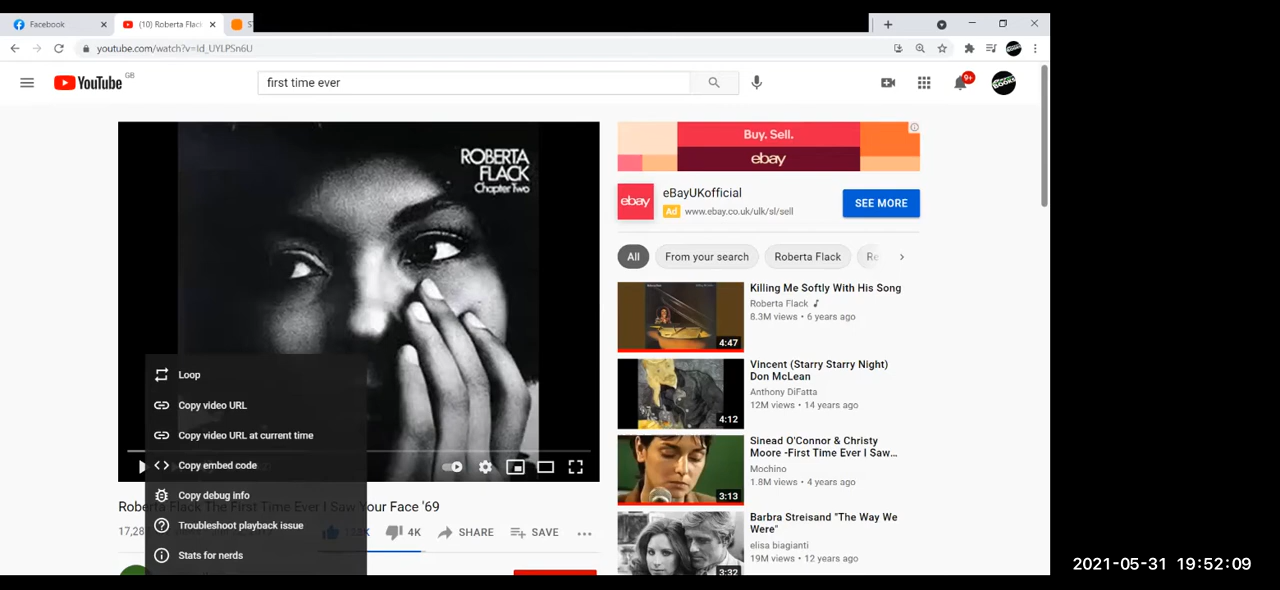 Facebook
(10) Roberta Flack
youtube.com/watch?v=Id_UYLPSn6U
YouTube GB
first time ever
9+
ROBERTA
FLACK
Chapter Two
Buy. Sell.
ebay
ebay
eBayUKofficial
Ad www.ebay.co.uk/ulk/sl/sell
SEE MORE
All
From your search
Roberta Flack
Re
Killing Me Softly With His Song
Roberta Flack
8.3M views • 6 years ago
4:47
Vincent (Starry Starry Night)
Don McLean
Anthony DiFatta
12M views • 14 years ago
4:12
Sinead O'Connor & Christy
Moore -First Time Ever I Saw...
Mochino
1.8M views • 4 years ago
3:13
Barbra Streisand "The Way We
Were"
elisa biagianti
19M views • 12 years ago
3:32
Loop
Copy video URL
Copy video URL at current time
Copy embed code
Copy debug info
Troubleshoot playback issue
Stats for nerds
Roberta Flack The First Time Ever I Saw Your Face '69
17,28
4K
SHARE
SAVE
2021-05-31 19:52:09